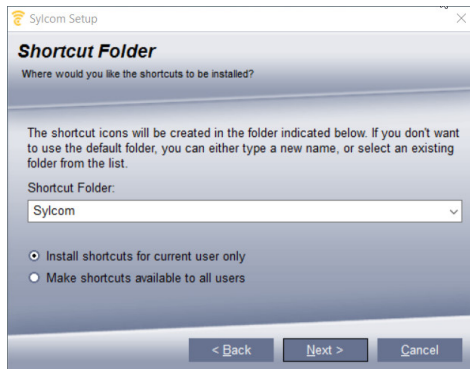 Sylcom Setup
Shortcut Folder
Where would you like the shortcuts to be installed?
The shortcut icons will be created in the folder indicated below. If you don't want
to use the default folder, you can either type a new name, or select an existing
folder from the list.
Shortcut Folder:
Sylcom
Install shortcuts for current user only
Make shortcuts available to all users
< Back Next > Cancel